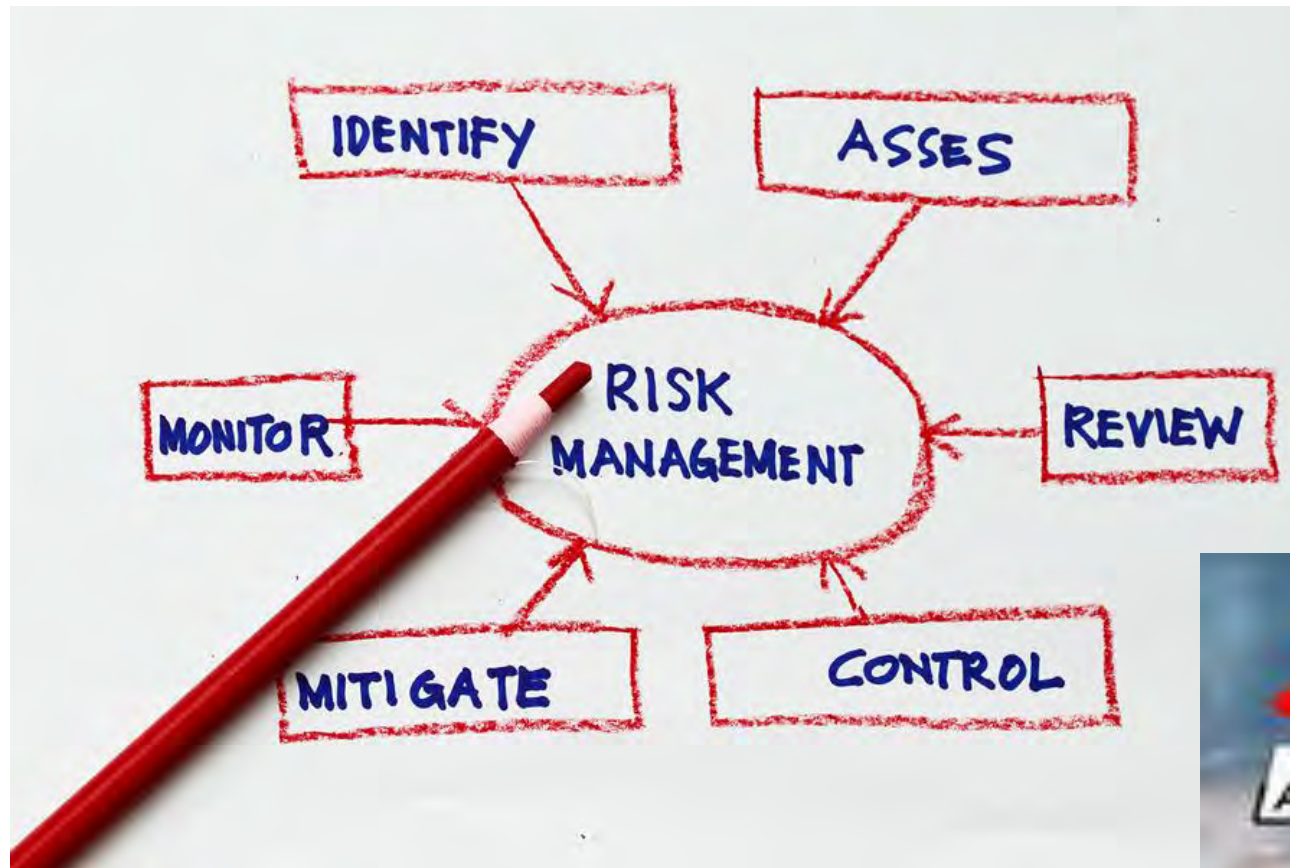 IDENTIFY
ASSES
RISK
MANAGEMENT
MONITOR
REVIEW
MITIGATE
CONTROL